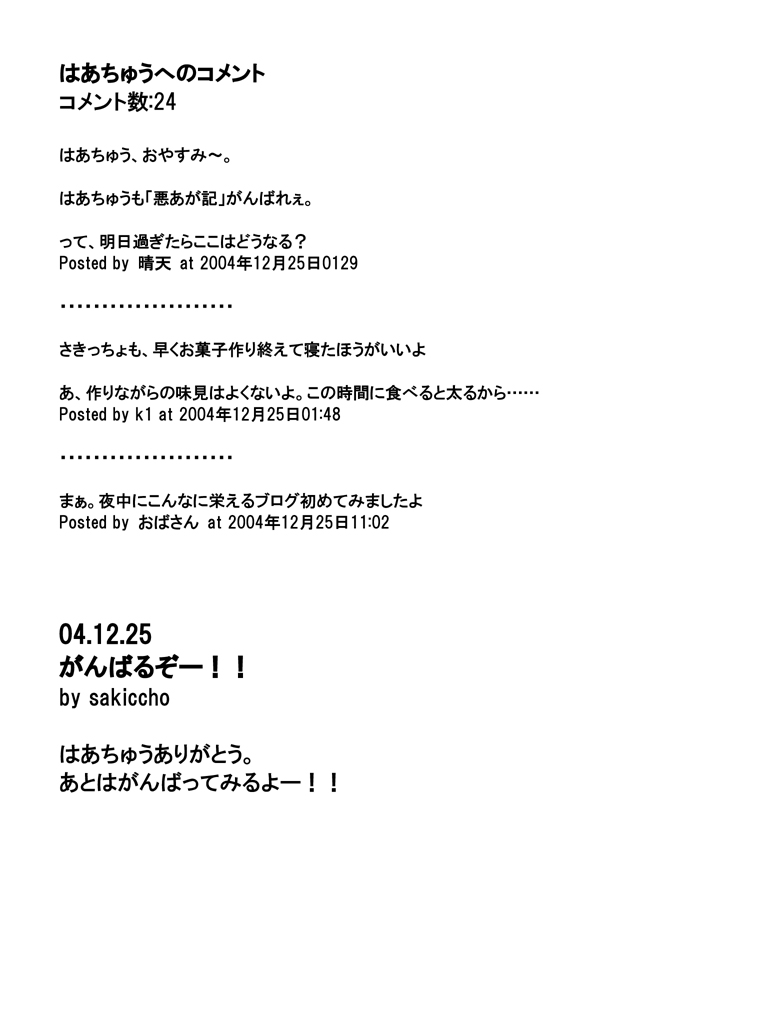 はあちゅうへのコメント
コメント数:24
はあちゅう、おやすみ～。
はあちゅうも「悪あが記」がんばれぇ。
って、明日過ぎたらここはどうなる？
Posted by 晴天 at 2004年12月25日0129
・・・・・・・・・・・・・・・・・・・・・
さきっちょも、早くお菓子作り終えて寝たほうがいいよ
あ、作りながらの味見はよくないよ。この時間に食べると太るから……
Posted by k1 at 2004年12月25日01:48
・・・・・・・・・・・・・・・・・・・・・
まぁ。夜中にこんなに栄えるブログ初めてみましたよ
Posted by おばさん at 2004年12月25日11:02
04.12.25
がんばるぞー！！
by sakiccho
はあちゅうありがとう。
あとはがんばってみるよー！！